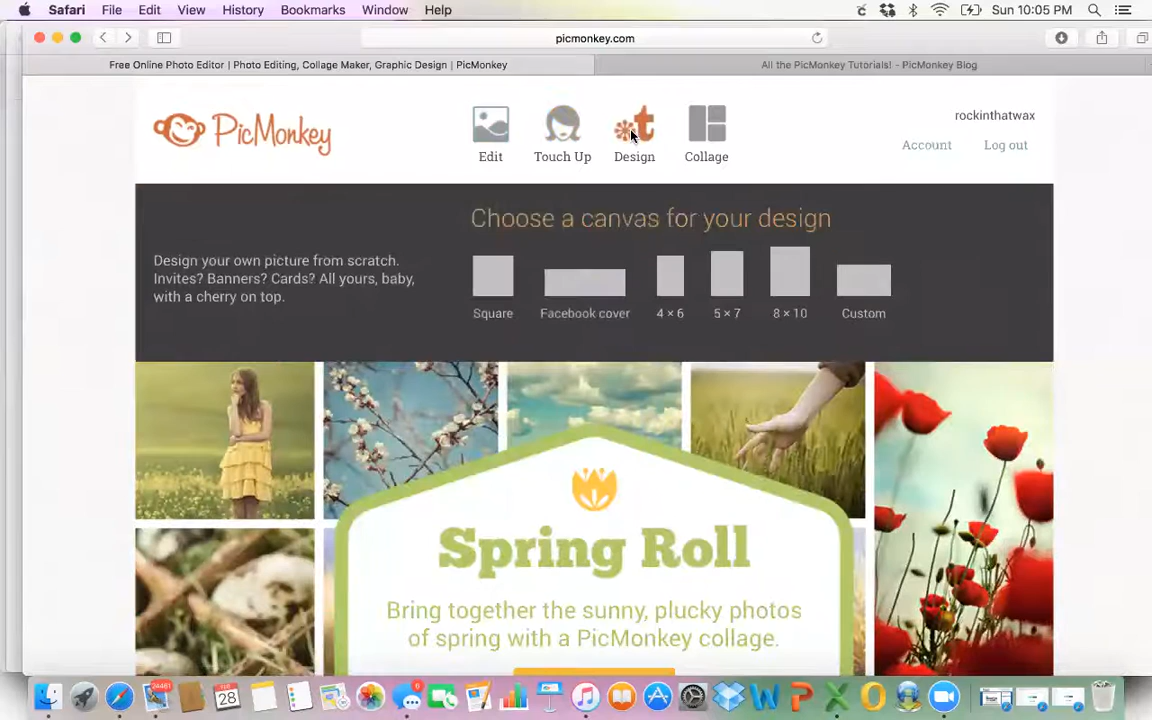 Safari File Edit View History Bookmarks Window Help Sun 10:05 PM
picmonkey.com
Free Online Photo Editor | Photo Editing, Collage Maker, Graphic Design | PicMonkey All the PicMonkey Tutorials! - PicMonkey Blog
PicMonkey
Edit Touch Up Design Collage
t
rockinthatwax
Account Log out
Choose a canvas for your design
Design your own picture from scratch.
Invites? Banners? Cards? All yours, baby,
with a cherry on top.
Square Facebook cover 4 × 6 5 × 7 8 × 10 Custom
Spring Roll
Bring together the sunny, plucky photos
of spring with a PicMonkey collage.
FEB
28
6